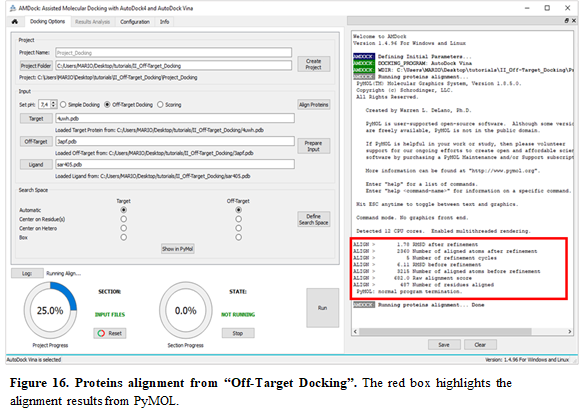 AMDock: Assisted Molecular Docking with AutoDock4 and AutoDock Vina
Docking Options
Results Analysis
Configuration
Info
Project
Project Name: Project_Docking
Project Folder C:/Users/MARIO/Desktop/tutorials/II_Off-Target_Docking
Project: C:\Users\MARIO\Desktop\tutorials\II_Off-Target_Docking\Project_Docking
Create Project
Input
Set pH: 7,4 Simple Docking Off-Target Docking Scoring
Align Proteins
Target 4uwh.pdb
Loaded Target Protein from: C:/Users/MARIO/Desktop/tutorials/II_Off-Target_Docking/4uwh.pdb
Off-Target 3apf.pdb
Loaded Off-Target from: C:/Users/MARIO/Desktop/tutorials/II_Off-Target_Docking/3apf.pdb
Prepare Input
Ligand sar405.pdb
Loaded Ligand from: C:/Users/MARIO/Desktop/tutorials/II_Off-Target_Docking/sar405.pdb
Search Space
Target Off-Target
Automatic
Center on Residue(s)
Center on Hetero
Box
Define Search Space
Show in PyMol
Log: Running Align...
25.0%
Project Progress
SECTION:
INPUT FILES
Reset
0.0%
Section Progress
STATE:
NOT RUNNING
Stop
Run
AutoDock Vina is selected
Welcome to AMDock
Version 1.4.96 For Windows and Linux
AMDOCK Defining Initial Parameters...
AMDOCK DOCKING_PROGRAM: AutoDock Vina
AMDOCK WDIR: C:\Users\MARIO\Desktop\tutorials\II_Off-Target_Docking\Pr
AMDOCK Running proteins alignment...
PyMOL(TM) Molecular Graphics System, Version 1.8.5.0.
Copyright (c) Schrodinger, LLC.
All Rights Reserved.
Created by Warren L. DeLano, Ph.D.
PyMOL is user-supported open-source software. Although some version
are freely available, PyMOL is not in the public domain.
If PyMOL is helpful in your work or study, then please volunteer
support for our ongoing efforts to create open and affordable scien
software by purchasing a PyMOL Maintenance and/or Support subscript
More information can be found at "http://www.pymol.org".
Enter "help" for a list of commands.
Enter "help <command-name>" for information on a specific command.
Hit ESC anytime to toggle between text and graphics.
Command mode. No graphics front end.
Detected 12 CPU cores. Enabled multithreaded rendering.
ALIGN > 1.78 RMSD after refinement
ALIGN > 2360 Number of aligned atoms after refinement
ALIGN > 5 Number of refinement cycles
ALIGN > 6.11 RMSD before refinement
ALIGN > 3215 Number of aligned atoms before refinement
ALIGN > 682.0 Raw alignment score
ALIGN > 487 Number of residues aligned
PyMOL: normal program termination.
AMDOCK Running proteins alignment... Done
Save
Clear
Version: 1.4.96 For Windows and Linux
Figure 16. Proteins alignment from “Off-Target Docking”. The red box highlights the
alignment results from PyMOL.